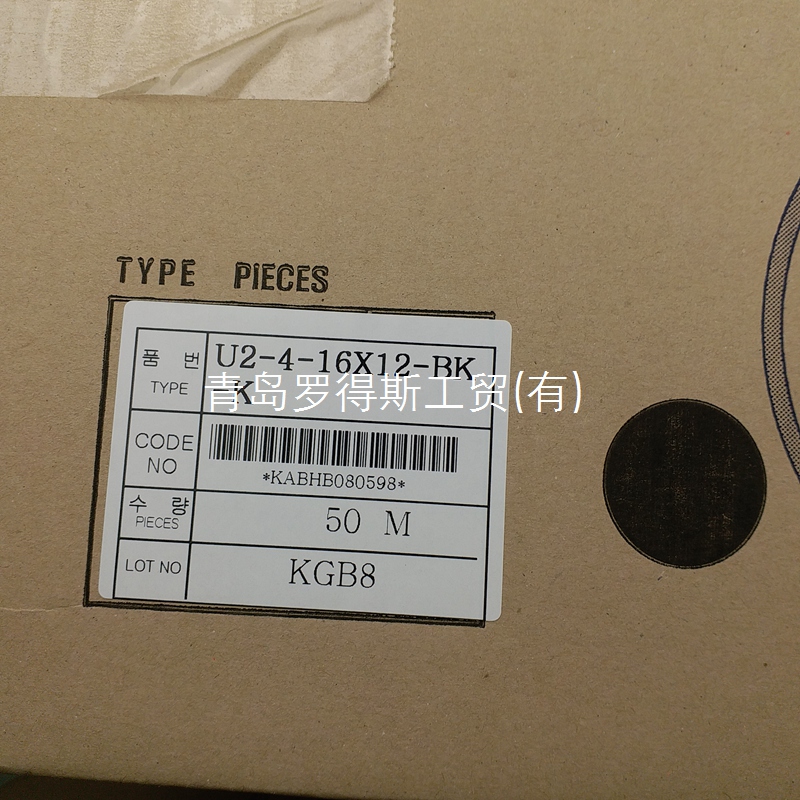 TYPE PIECES
품 번 U2-4-16X12-BK
TYPE K
青岛罗得斯工贸(有)
CODE NO
*KABHB080598*
수 량
PIECES 50 M
LOT NO KGB8